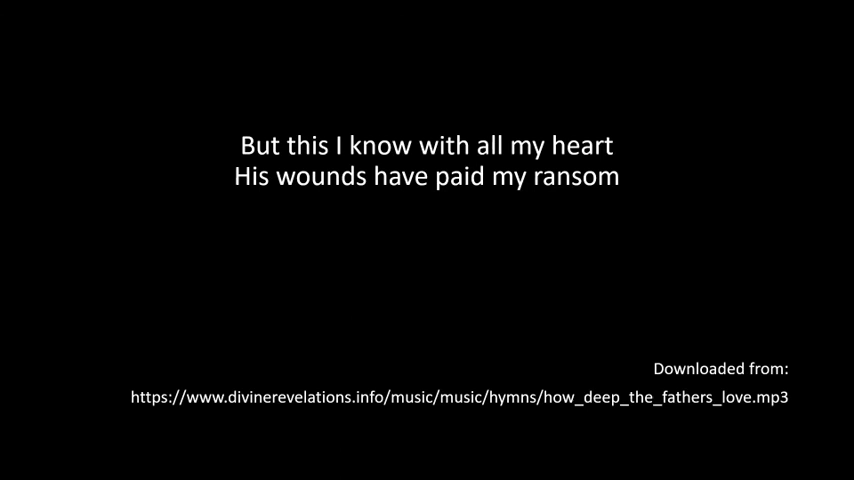 But this I know with all my heart
His wounds have paid my ransom
Downloaded from:
https://www.divinerevelations.info/music/music/hymns/how_deep_the_fathers_love.mp3